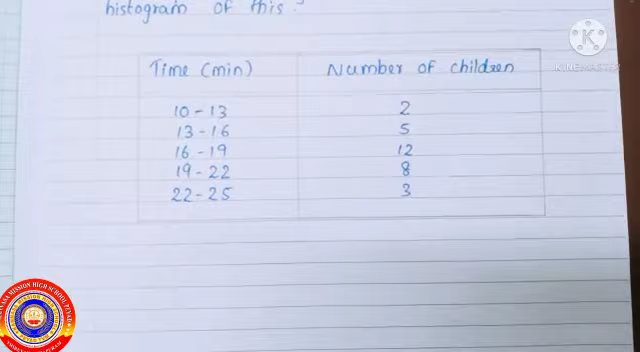 histogram of this?
Time (min) Number of children
10 - 13 2
13 - 16 5
16 - 19 12
19 - 22 8
22 - 25 3
KINEMASTER